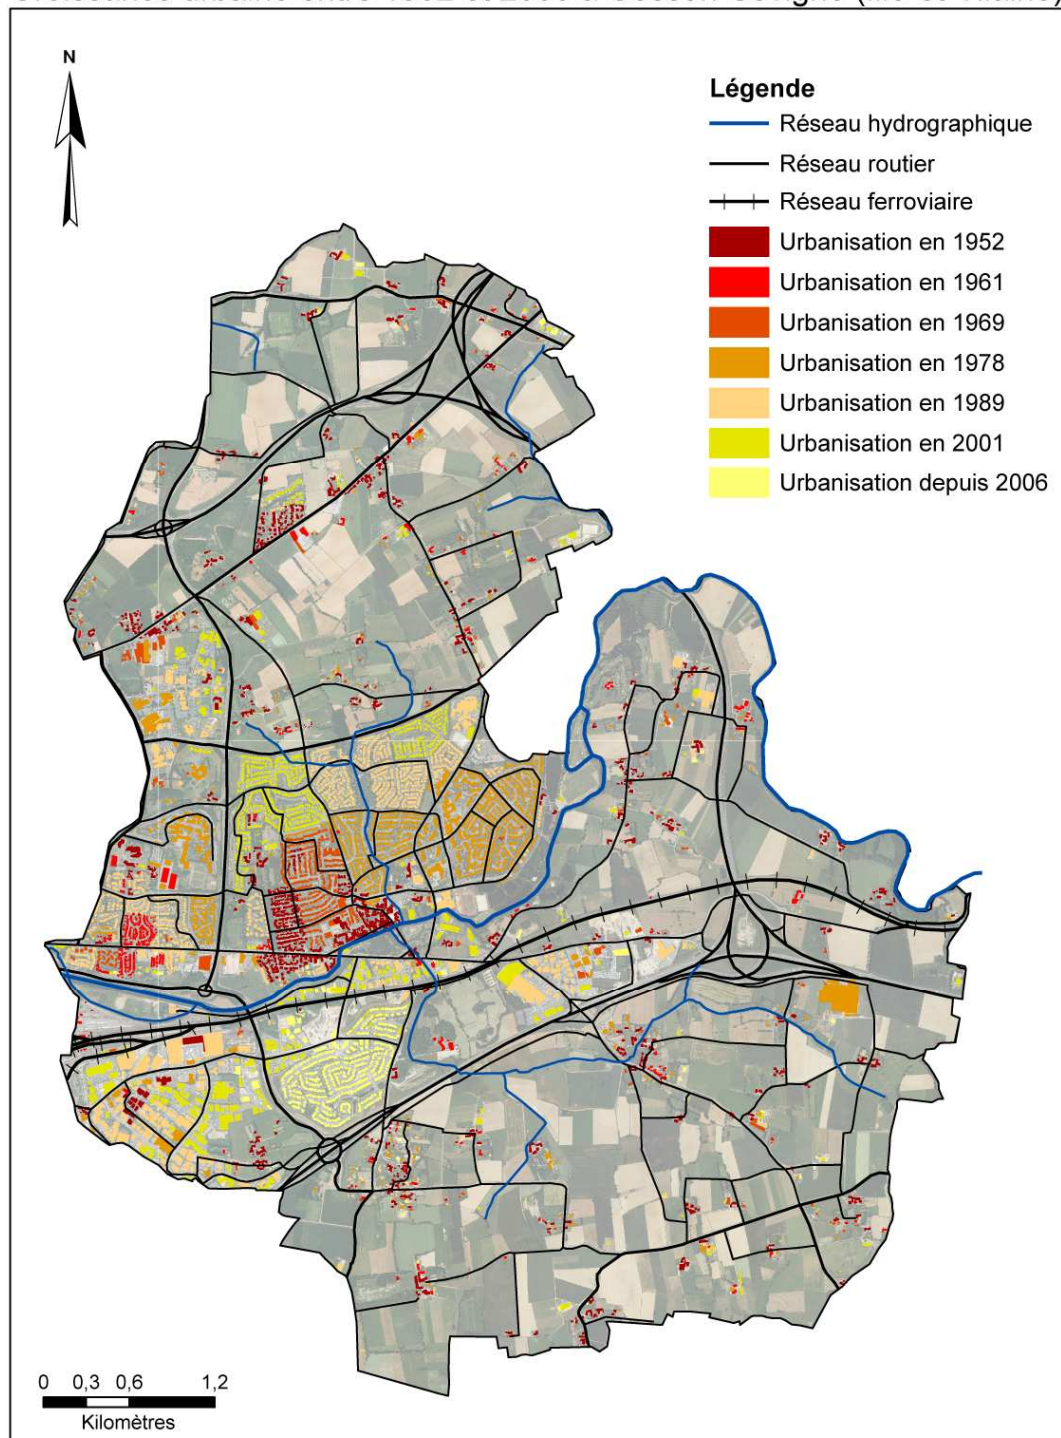 N
Légende
Réseau hydrographique
Réseau routier
Réseau ferroviaire
Urbanisation en 1952
Urbanisation en 1961
Urbanisation en 1969
Urbanisation en 1978
Urbanisation en 1989
Urbanisation en 2001
Urbanisation depuis 2006
0 0,3 0,6 1,2
Kilomètres